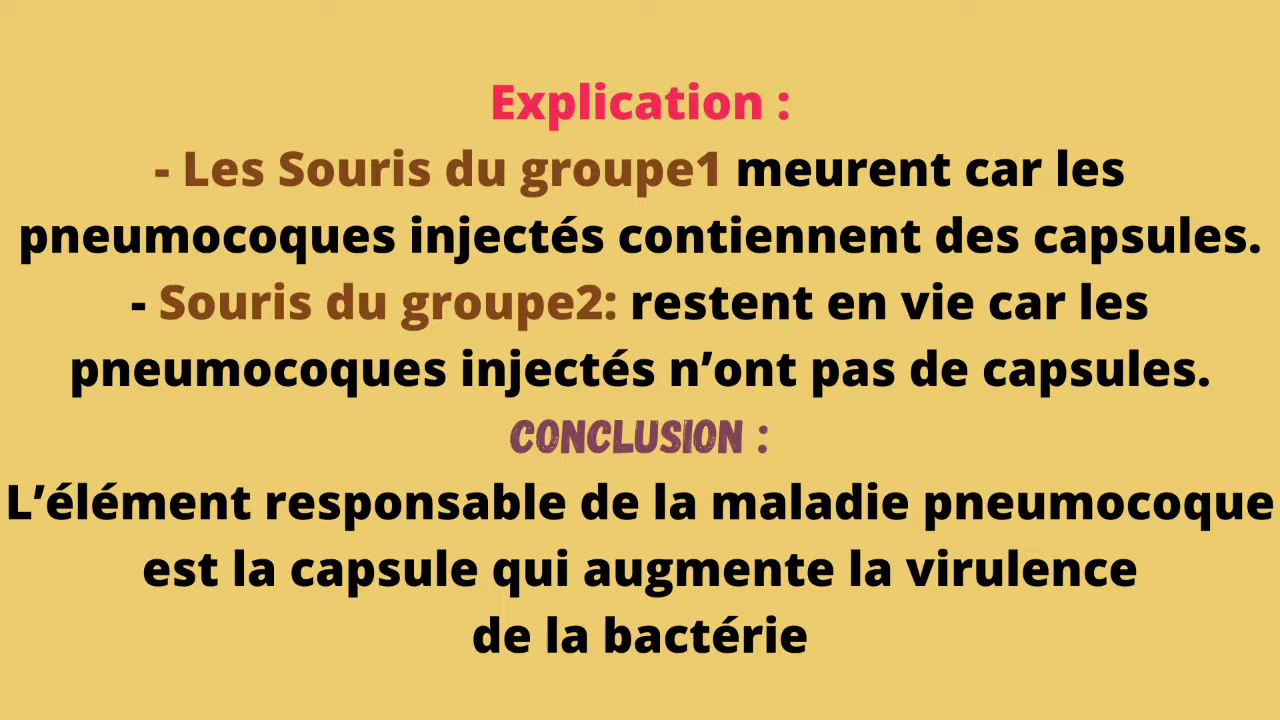 Explication :
- Les Souris du groupe1 meurent car les
pneumocoques injectés contiennent des capsules.
- Souris du groupe2: restent en vie car les
pneumocoques injectés n’ont pas de capsules.
CONCLUSION :
L’élément responsable de la maladie pneumocoque
est la capsule qui augmente la virulence
de la bactérie